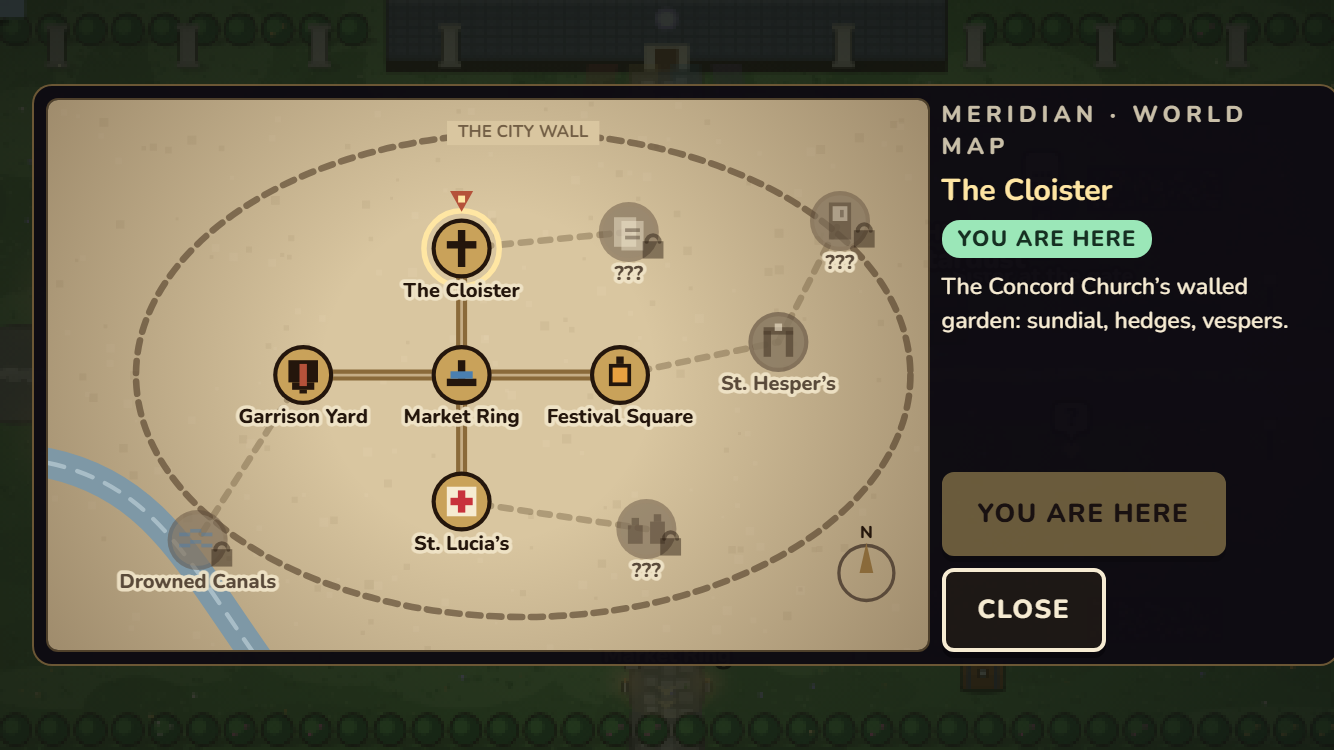 THE CITY WALL
???
???
The Cloister
St. Hesper’s
Garrison Yard
Market Ring
Festival Square
N
St. Lucia’s
???
Drowned Canals
MERIDIAN · WORLD
MAP
The Cloister
YOU ARE HERE
The Concord Church’s walled
garden: sundial, hedges, vespers.
YOU ARE HERE
CLOSE